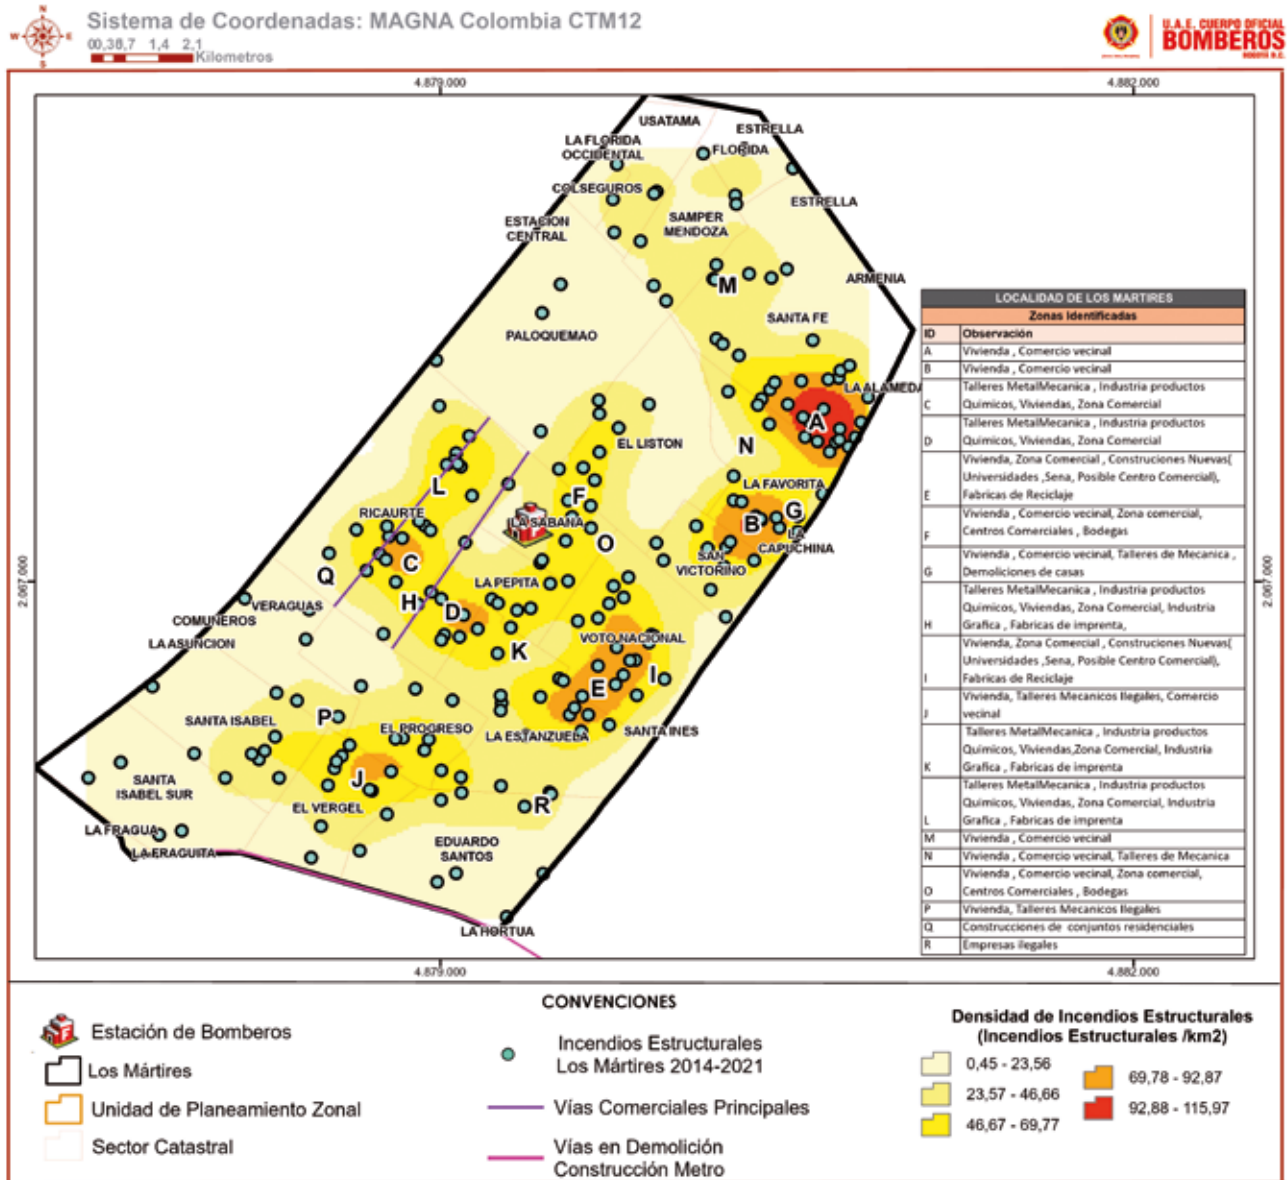 Sistema de Coordenadas: MAGNA Colombia CTM12
00,36,7 1,4 2,1
Kilometros
N
W
E
S
U.A.E. CUERPO OFICIAL
BOMBEROS
BOGOTÁ D.C.
4.879.000
4.882.000
2.067.000
2.067.000
USATAMA
ESTRELLA
LA FLORIDA
OCCIDENTAL
FLORIDA
COLSEGUROS
ESTRELLA
SAMPER
MENDOZA
ESTACION
CENTRAL
ARMENIA
M
SANTA FE
PALOQUEMAO
LA ALAMEDA
A
EL LISTON
N
LA FAVORITA
L
F
G
RICAURTE
LA SABANA
B
LA
CAPUCHINA
O
SAN
VICTORINO
C
Q
LA PEPITA
H
D
VERAGUAS
COMUNEROS
LA ASUNCION
VOTO NACIONAL
K
I
E
SANTA ISABEL
P
EL PROGRESO
LA ESTANZUELA
SANTA INES
J
SANTA
ISABEL SUR
EL VERGEL
R
LA FRAGUA
EDUARDO
SANTOS
LA ERAGUITA
LA HORTUA
4.879.000
4.882.000
LOCALIDAD DE LOS MARTIRES
Zonas Identificadas
ID Observación
A Vivienda , Comercio vecinal
B Vivienda , Comercio vecinal
Talleres MetalMecanica , Industria productos
C Quimicos, Viviendas, Zona Comercial
Talleres MetalMecanica , Industria productos
D Quimicos, Viviendas, Zona Comercial
Vivienda, Zona Comercial , Construciones Nuevas(
Universidades ,Sena, Posible Centro Comercial),
E Fabricas de Reciclaje
Vivienda , Comercio vecinal, Zona comercial,
F Centros Comerciales , Bodegas
Vivienda , Comercio vecinal, Talleres de Mecanica ,
G Demoliciones de casas
Talleres MetalMecanica , Industria productos
Quimicos, Viviendas, Zona Comercial, Industria
H Grafica , Fabricas de imprenta,
Vivienda, Zona Comercial , Construciones Nuevas(
Universidades ,Sena, Posible Centro Comercial),
I Fabricas de Reciclaje
Vivienda, Talleres Mecanicos Ilegales, Comercio
J vecinal
Talleres MetalMecanica , Industria productos
Quimicos, Viviendas,Zona Comercial, Industria
K Grafica , Fabricas de imprenta
Talleres MetalMecanica , Industria productos
Quimicos, Viviendas, Zona Comercial, Industria
L Grafica , Fabricas de imprenta
M Vivienda , Comercio vecinal
N Vivienda , Comercio vecinal, Talleres de Mecanica
Vivienda , Comercio vecinal, Zona comercial,
O Centros Comerciales , Bodegas
P Vivienda, Talleres Mecanicos Ilegales
Q Construcciones de conjuntos residenciales
R Empresas ilegales
CONVENCIONES
Estación de Bomberos
Los Mártires
Unidad de Planeamiento Zonal
Sector Catastral
Incendios Estructurales
Los Mártires 2014-2021
Vías Comerciales Principales
Vías en Demolición
Construcción Metro
Densidad de Incendios Estructurales
(Incendios Estructurales /km2)
0,45 - 23,56
23,57 - 46,66
46,67 - 69,77
69,78 - 92,87
92,88 - 115,97